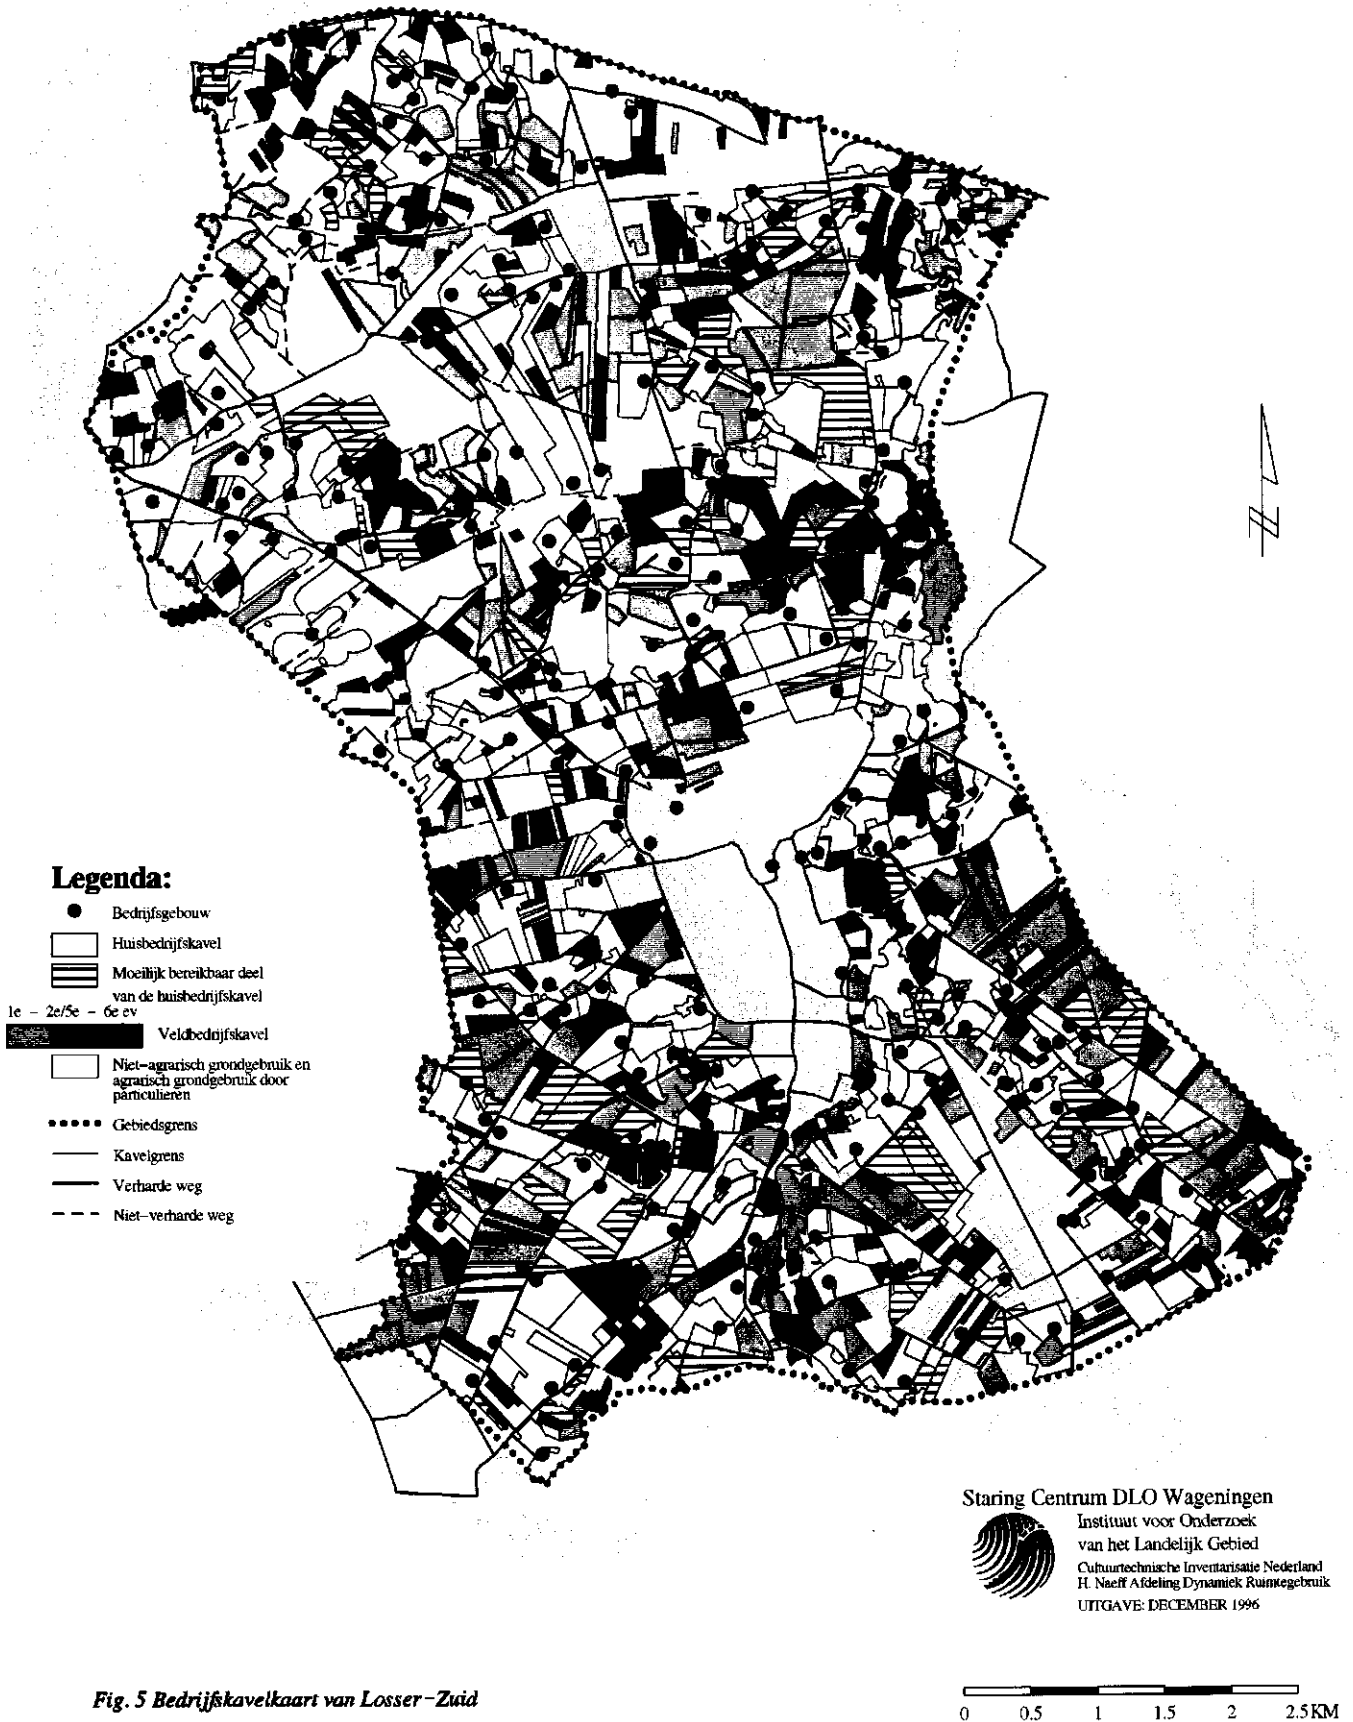 Legenda:
Bedrijfsgebouw
Huisbedrijfskavel
Moeilijk bereikbaar deel
van de huisbedrijfskavel
1e - 2e/5e - 6e ev
Veldbedrijfskavel
Niet-agrarisch grondgebruik en
agrarisch grondgebruik door
particulieren
Gebiedsgrens
Kavelgrens
Verharde weg
Niet-verharde weg
N
Staring Centrum DLO Wageningen
Instituut voor Onderzoek
van het Landelijk Gebied
Cultuurtechnische Inventarisatie Nederland
H. Naeff Afdeling Dynamiek Ruimtegebruik
UITGAVE: DECEMBER 1996
Fig. 5 Bedrijfskavelkaart van Losser-Zuid
0 0.5 1 1.5 2 2.5 KM